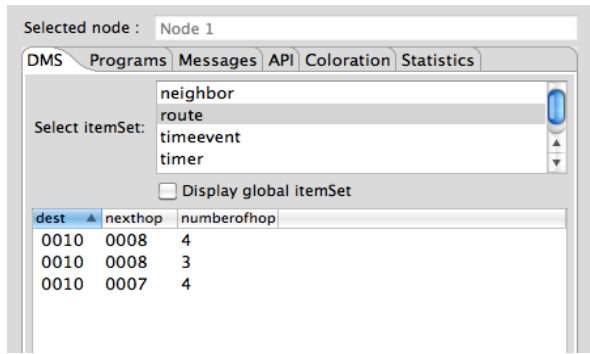 Selected node : Node 1
DMS Programs Messages API Coloration Statistics
neighbor
route
Select itemSet:
timeevent
timer
Display global itemSet
dest nexthop numberofhop
0010 0008 4
0010 0008 3
0010 0007 4